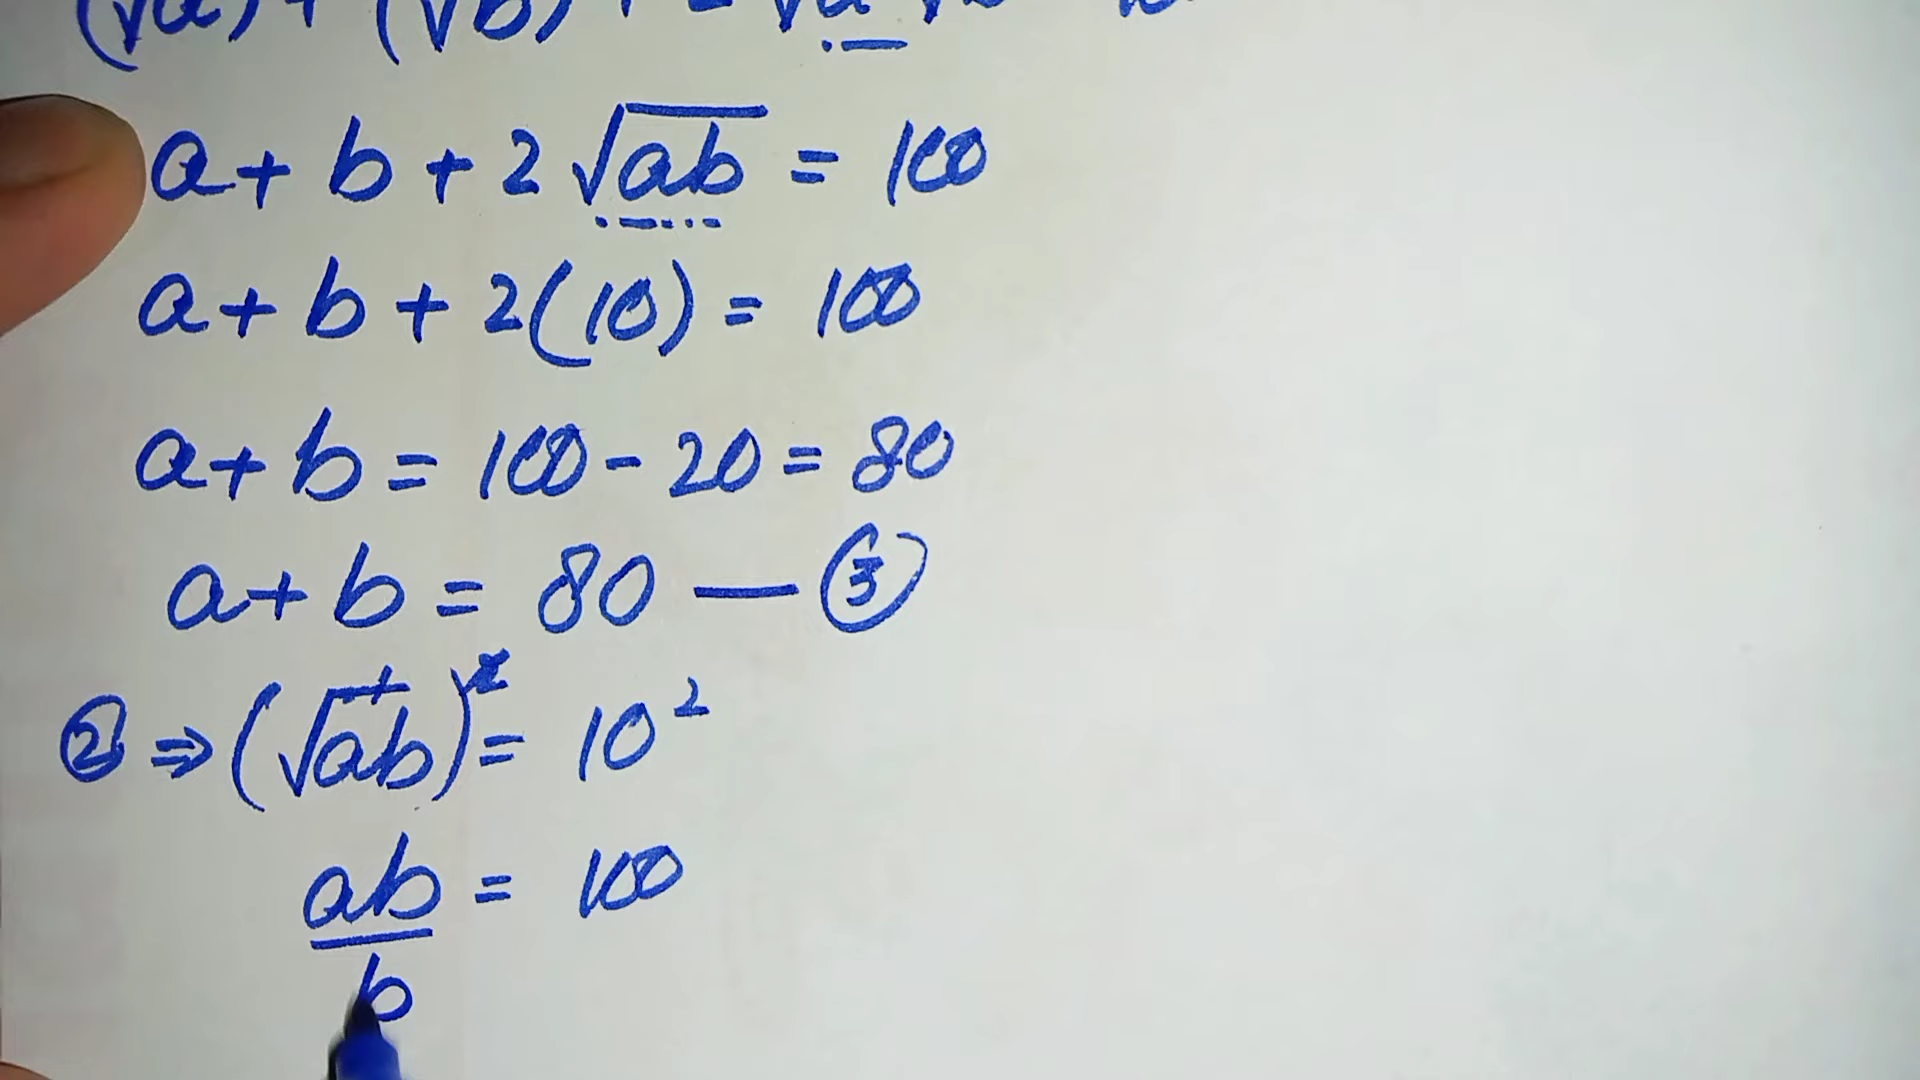 a + b + 2 √ab = 100
a + b + 2(10) = 100
a + b = 100 - 20 = 80
a + b = 80 — ③
② ⇒ (√ab)² = 10²
ab/b = 100